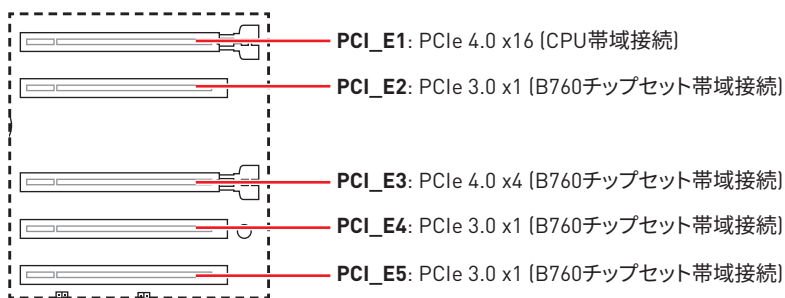 PCI_E1: PCIe 4.0 x16 (CPU帯域接続)
PCI_E2: PCIe 3.0 x1 (B760チップセット帯域接続)
PCI_E3: PCIe 4.0 x4 (B760チップセット帯域接続)
PCI_E4: PCIe 3.0 x1 (B760チップセット帯域接続)
PCI_E5: PCIe 3.0 x1 (B760チップセット帯域接続)